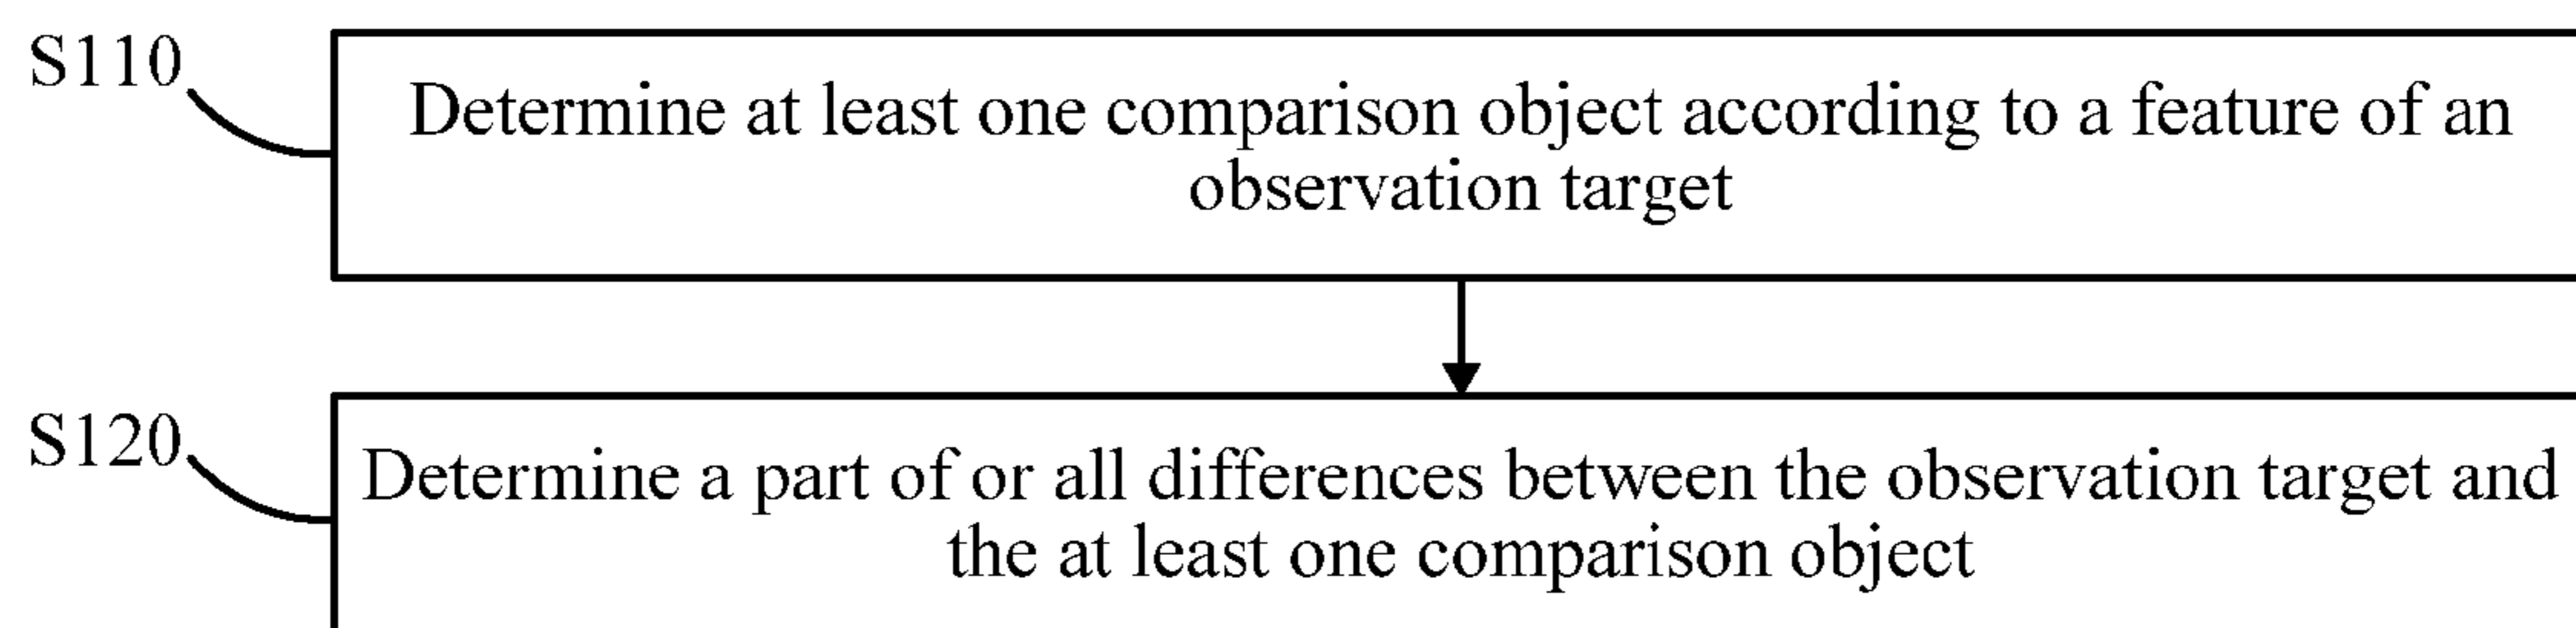 S110
Determine at least one comparison object according to a feature of an
observation target
S120
Determine a part of or all differences between the observation target and
the at least one comparison object